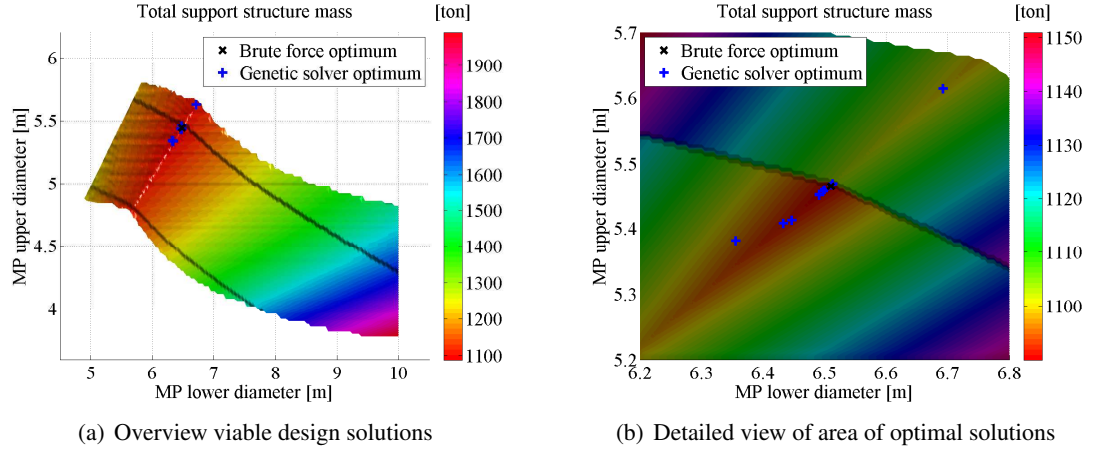 Total support structure mass
[ton]
6
5.5
5
4.5
4
5
6
7
8
9
10
MP upper diameter [m]
MP lower diameter [m]
Brute force optimum
Genetic solver optimum
1900
1800
1700
1600
1500
1400
1300
1200
1100
(a) Overview viable design solutions
Total support structure mass
[ton]
5.7
5.6
5.5
5.4
5.3
5.2
6.2
6.3
6.4
6.5
6.6
6.7
6.8
MP upper diameter [m]
MP lower diameter [m]
Brute force optimum
Genetic solver optimum
1150
1140
1130
1120
1110
1100
(b) Detailed view of area of optimal solutions